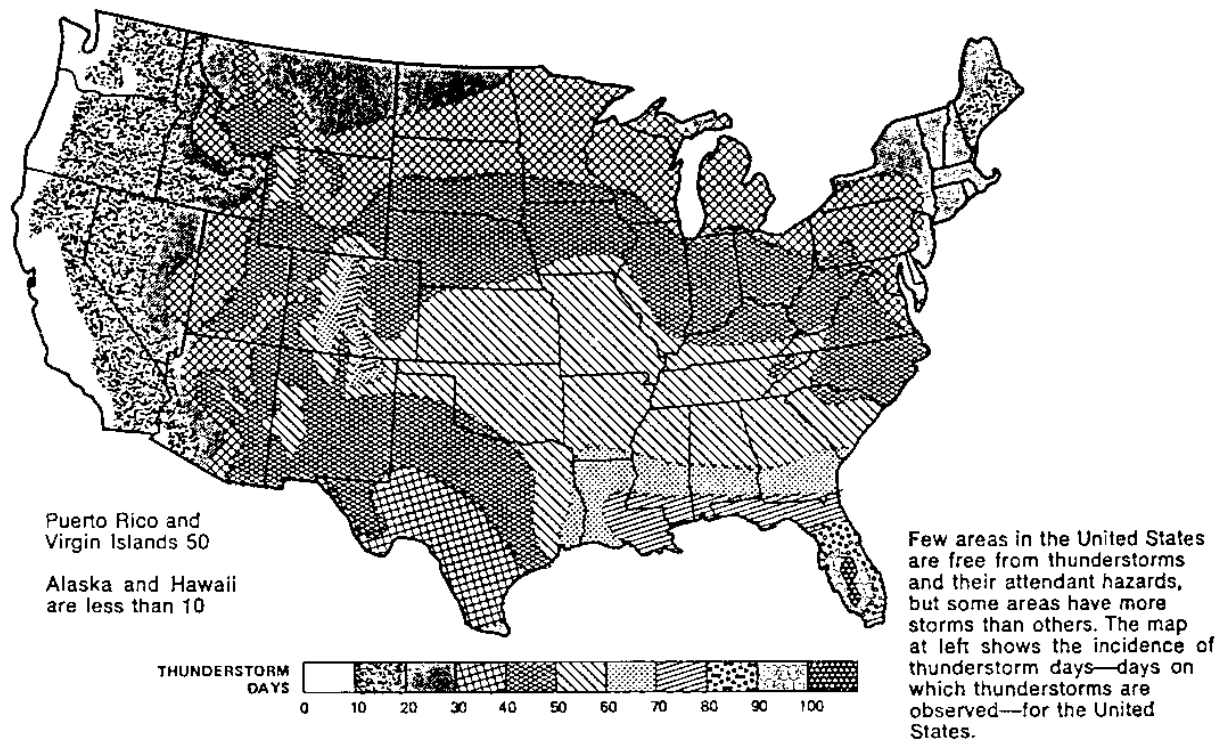 Puerto Rico and
Virgin Islands 50
Alaska and Hawaii
are less than 10
Few areas in the United States
are free from thunderstorms
and their attendant hazards,
but some areas have more
storms than others. The map
at left shows the incidence of
thunderstorm days—days on
which thunderstorms are
observed—for the United
States.
THUNDERSTORM
DAYS
0 10 20 30 40 50 60 70 80 90 100